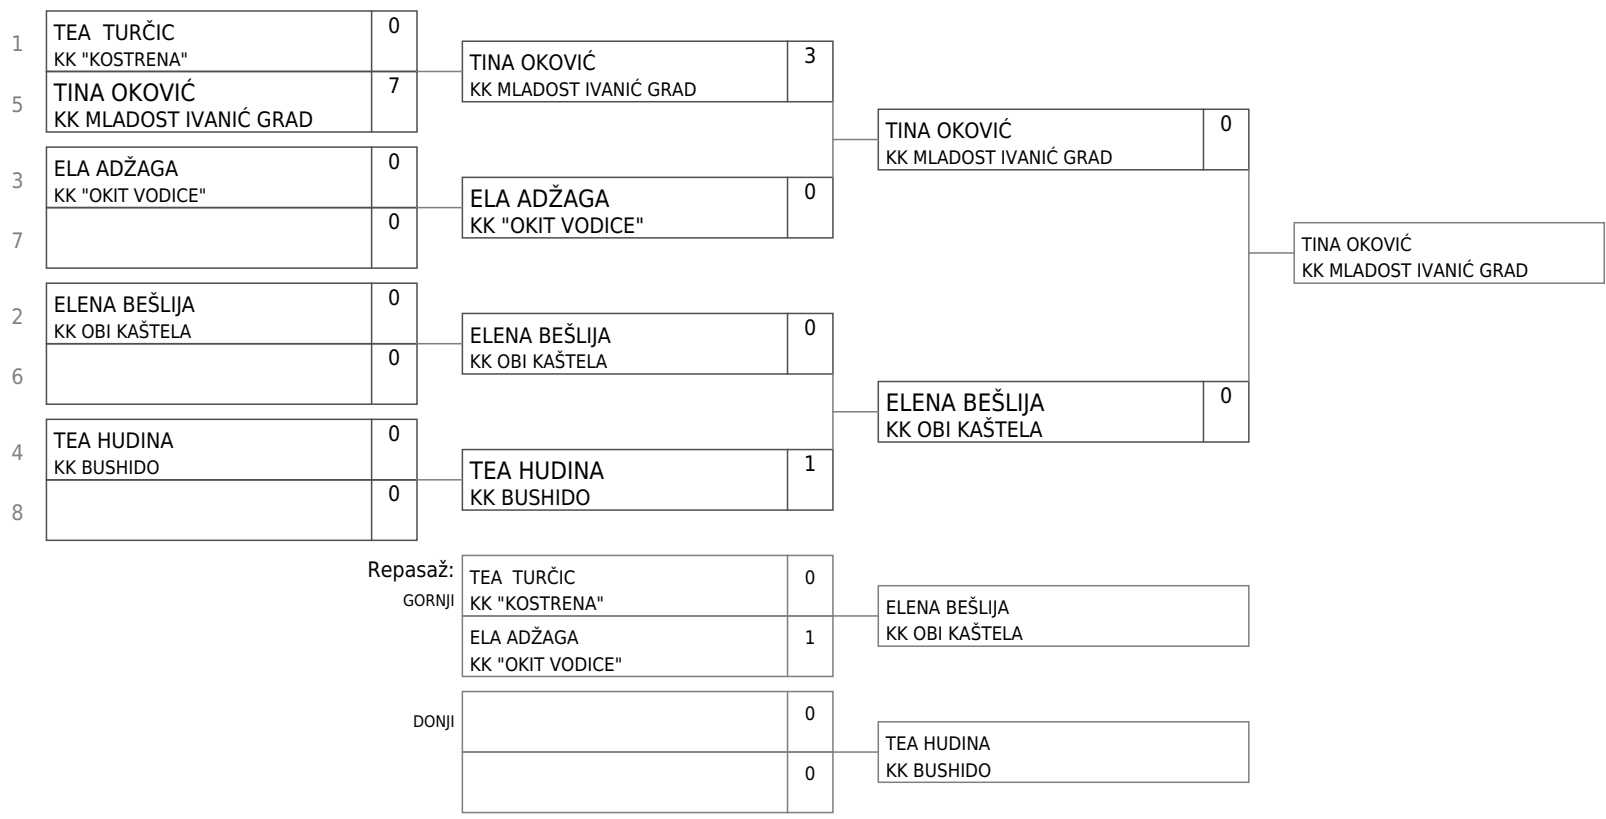 1
TEA  TURČIC
KK "KOSTRENA"
0
5
TINA OKOVIĆ
KK MLADOST IVANIĆ GRAD
7
3
ELA ADŽAGA
KK "OKIT VODICE"
0
7
0
2
ELENA BEŠLIJA
KK OBI KAŠTELA
0
6
0
4
TEA HUDINA
KK BUSHIDO
0
8
0
TINA OKOVIĆ
KK MLADOST IVANIĆ GRAD
3
ELA ADŽAGA
KK "OKIT VODICE"
0
ELENA BEŠLIJA
KK OBI KAŠTELA
0
TEA HUDINA
KK BUSHIDO
1
TINA OKOVIĆ
KK MLADOST IVANIĆ GRAD
0
ELENA BEŠLIJA
KK OBI KAŠTELA
0
TINA OKOVIĆ
KK MLADOST IVANIĆ GRAD
Repasaž:
GORNJI
TEA  TURČIC
KK "KOSTRENA"
0
ELA ADŽAGA
KK "OKIT VODICE"
1
ELENA BEŠLIJA
KK OBI KAŠTELA
DONJI
0
0
TEA HUDINA
KK BUSHIDO